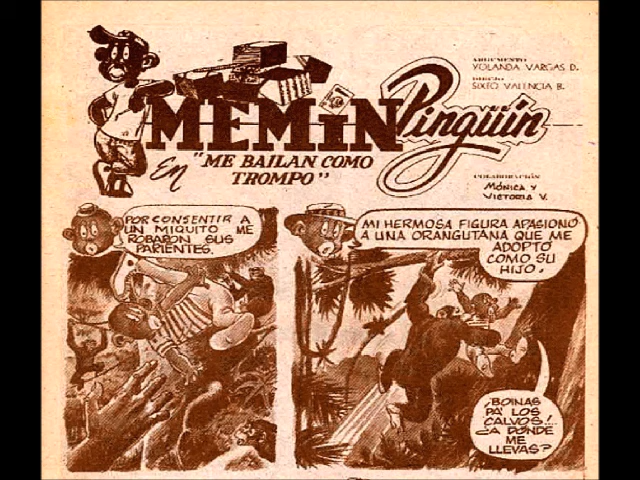 ARGUMENTO
YOLANDA VARGAS D.
DIBUJO
SIXTO VALENCIA B.
MEMÍN Pingüín
En "ME BAILAN COMO
TROMPO"
COLABORACIÓN
MÓNICA Y
VICTORIA V.
POR CONSENTIR A
UN MIQUITO ME
ROBARON SUS
PARIENTES.
MI HERMOSA FIGURA APASIONÓ
A UNA ORANGUTANA QUE ME
ADOPTÓ
COMO SU
HIJO.
¡BOINAS
PA' LOS
CALVOS!...
¿A DÓNDE
ME
LLEVAS?